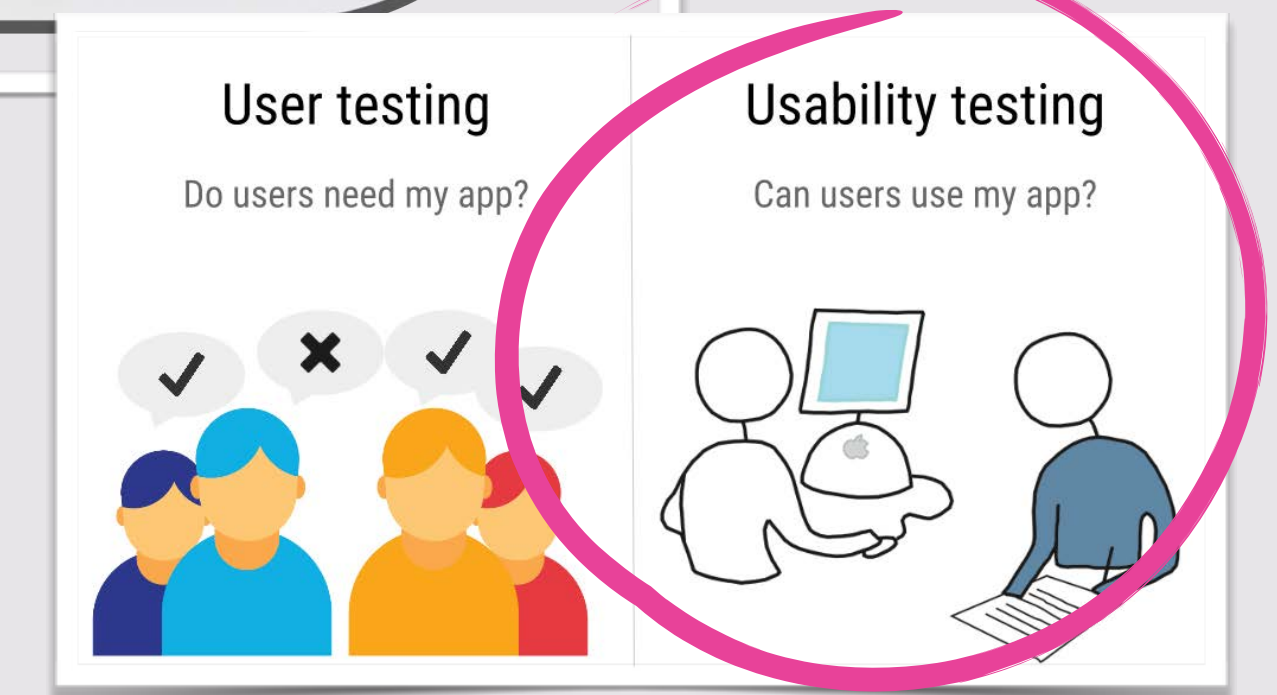 User testing
Do users need my app?
Usability testing
Can users use my app?